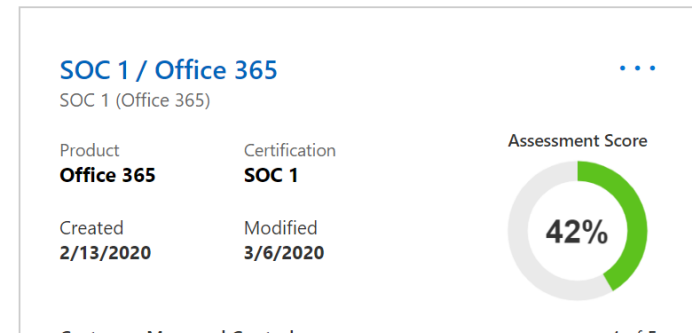 SOC 1 / Office 365
...
SOC 1 (Office 365)
Product
Certification
Assessment Score
Office 365
SOC 1
42%
Created
Modified
2/13/2020
3/6/2020